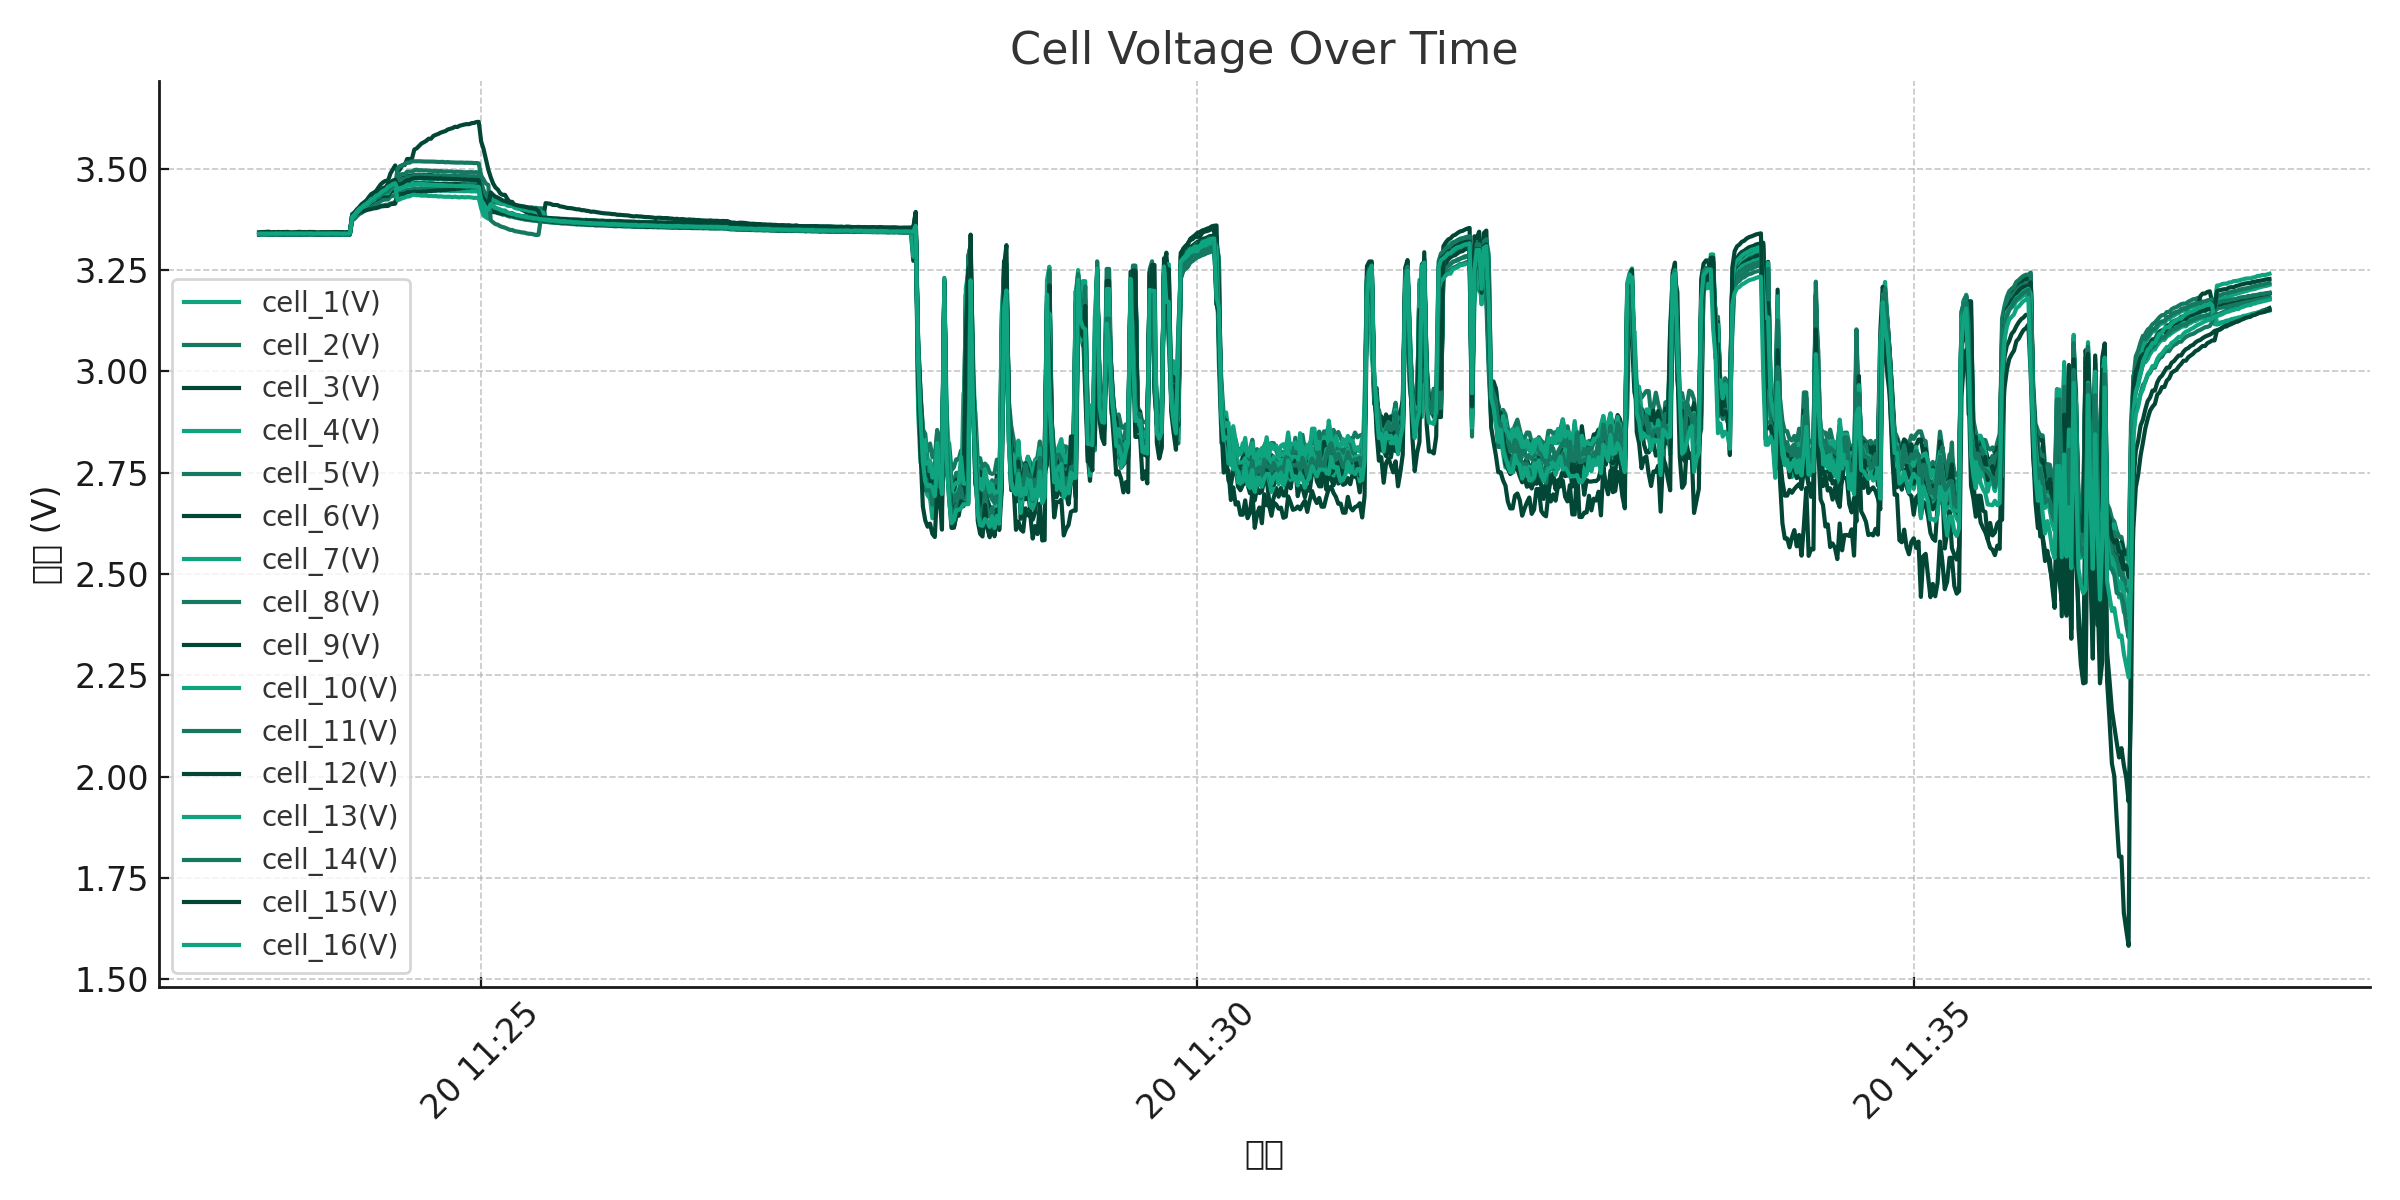 Cell Voltage Over Time
3.50
3.25
3.00
2.75
2.50
2.25
2.00
1.75
1.50
(V)
cell_1(V)
cell_2(V)
cell_3(V)
cell_4(V)
cell_5(V)
cell_6(V)
cell_7(V)
cell_8(V)
cell_9(V)
cell_10(V)
cell_11(V)
cell_12(V)
cell_13(V)
cell_14(V)
cell_15(V)
cell_16(V)
20 11:25
20 11:30
20 11:35